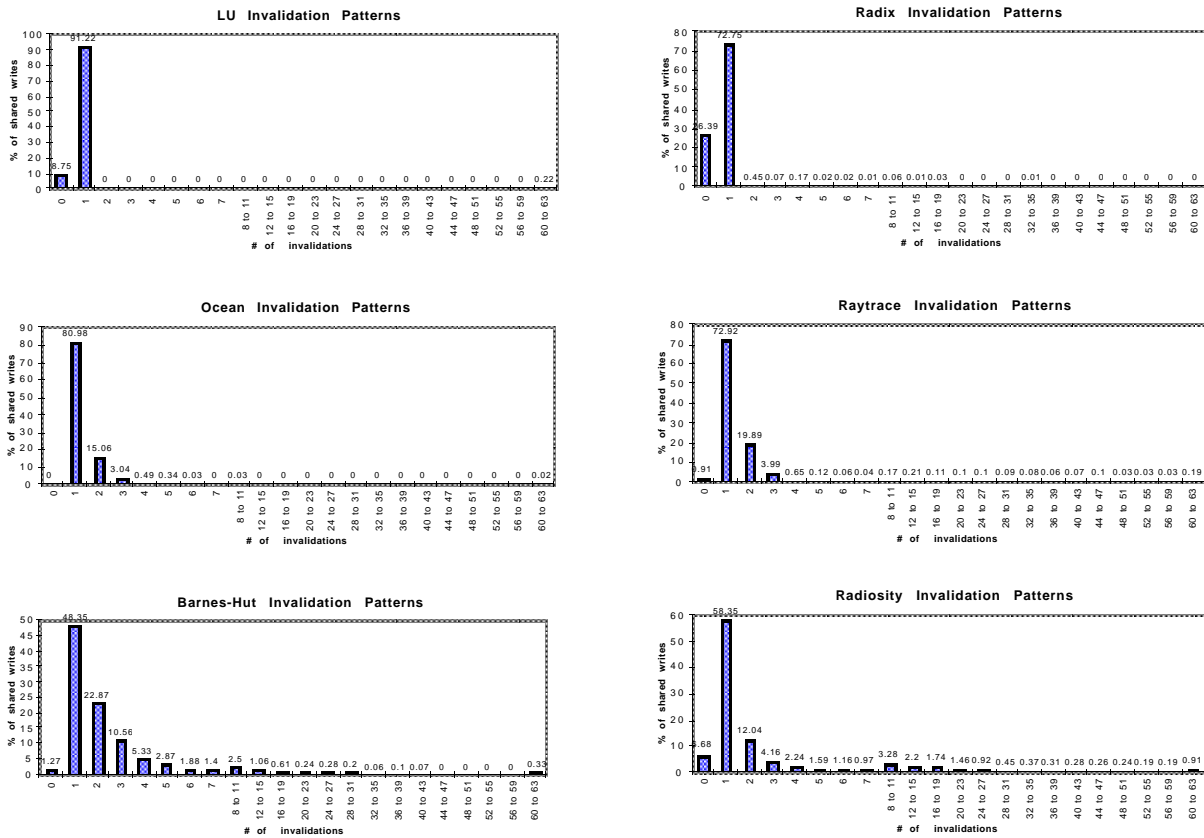 LU Invalidation Patterns
% of shared writes
100
90
80
70
60
50
40
30
20
10
0
8.75 91.22 0 0 0 0 0 0 0 0 0 0 0 0 0 0 0 0 0 0 0.22
0 1 2 3 4 5 6 7 8 to 11 12 to 15 16 to 19 20 to 23 24 to 27 28 to 31 32 to 35 36 to 39 40 to 43 44 to 47 48 to 51 52 to 55 56 to 59 60 to 63
# of invalidations
Radix Invalidation Patterns
% of shared writes
80
70
60
50
40
30
20
10
0
72.75 0.45 0.07 0.17 0.02 0.02 0.01 0.06 0.01 0.03 0 0 0 0.01 0 0 0 0 0 0 0
0 1 2 3 4 5 6 7 8 to 11 12 to 15 16 to 19 20 to 23 24 to 27 28 to 31 32 to 35 36 to 39 40 to 43 44 to 47 48 to 51 52 to 55 56 to 59 60 to 63
# of invalidations
Ocean Invalidation Patterns
% of shared writes
90
80
70
60
50
40
30
20
10
0
0 80.98 15.06 3.04 0.49 0.34 0.03 0 0.03 0 0 0 0 0 0 0 0 0 0 0 0 0.02
0 1 2 3 4 5 6 7 8 to 11 12 to 15 16 to 19 20 to 23 24 to 27 28 to 31 32 to 35 36 to 39 40 to 43 44 to 47 48 to 51 52 to 55 56 to 59 60 to 63
# of invalidations
Raytrace Invalidation Patterns
% of shared writes
80
70
60
50
40
30
20
10
0
0.91 72.92 19.89 3.99 0.65 0.12 0.06 0.04 0.17 0.21 0.11 0.1 0.1 0.09 0.08 0.06 0.07 0.1 0.03 0.03 0.03 0.19
0 1 2 3 4 5 6 7 8 to 11 12 to 15 16 to 19 20 to 23 24 to 27 28 to 31 32 to 35 36 to 39 40 to 43 44 to 47 48 to 51 52 to 55 56 to 59 60 to 63
# of invalidations
Barnes-Hut Invalidation Patterns
% of shared writes
50
45
40
35
30
25
20
15
10
5
0
1.27 48.35 22.87 10.56 5.33 2.87 1.88 1.4 2.5 1.06 0.61 0.24 0.28 0.2 0.06 0.1 0.07 0 0 0 0 0.33
0 1 2 3 4 5 6 7 8 to 11 12 to 15 16 to 19 20 to 23 24 to 27 28 to 31 32 to 35 36 to 39 40 to 43 44 to 47 48 to 51 52 to 55 56 to 59 60 to 63
# of invalidations
Radiosity Invalidation Patterns
% of shared writes
60
50
40
30
20
10
0
58.35 12.04 4.16 2.24 1.59 1.16 0.97 3.28 2.2 1.74 1.46 0.92 0.45 0.37 0.31 0.28 0.26 0.24 0.19 0.19 0.91
0 1 2 3 4 5 6 7 8 to 11 12 to 15 16 to 19 20 to 23 24 to 27 28 to 31 32 to 35 36 to 39 40 to 43 44 to 47 48 to 51 52 to 55 56 to 59 60 to 63
# of invalidations